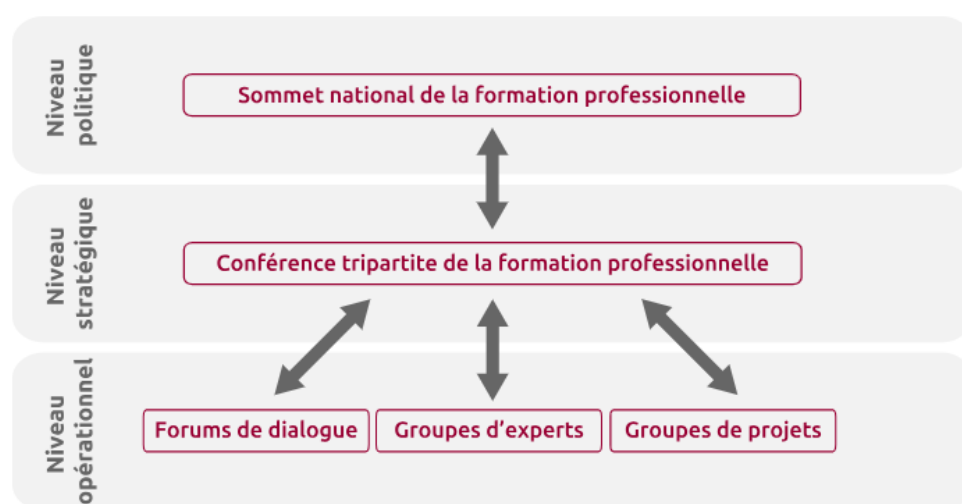 Niveau
politique
Sommet national de la formation professionnelle
Niveau
stratégique
Conférence tripartite de la formation professionnelle
Niveau
opérationnel
Forums de dialogue
Groupes d'experts
Groupes de projets